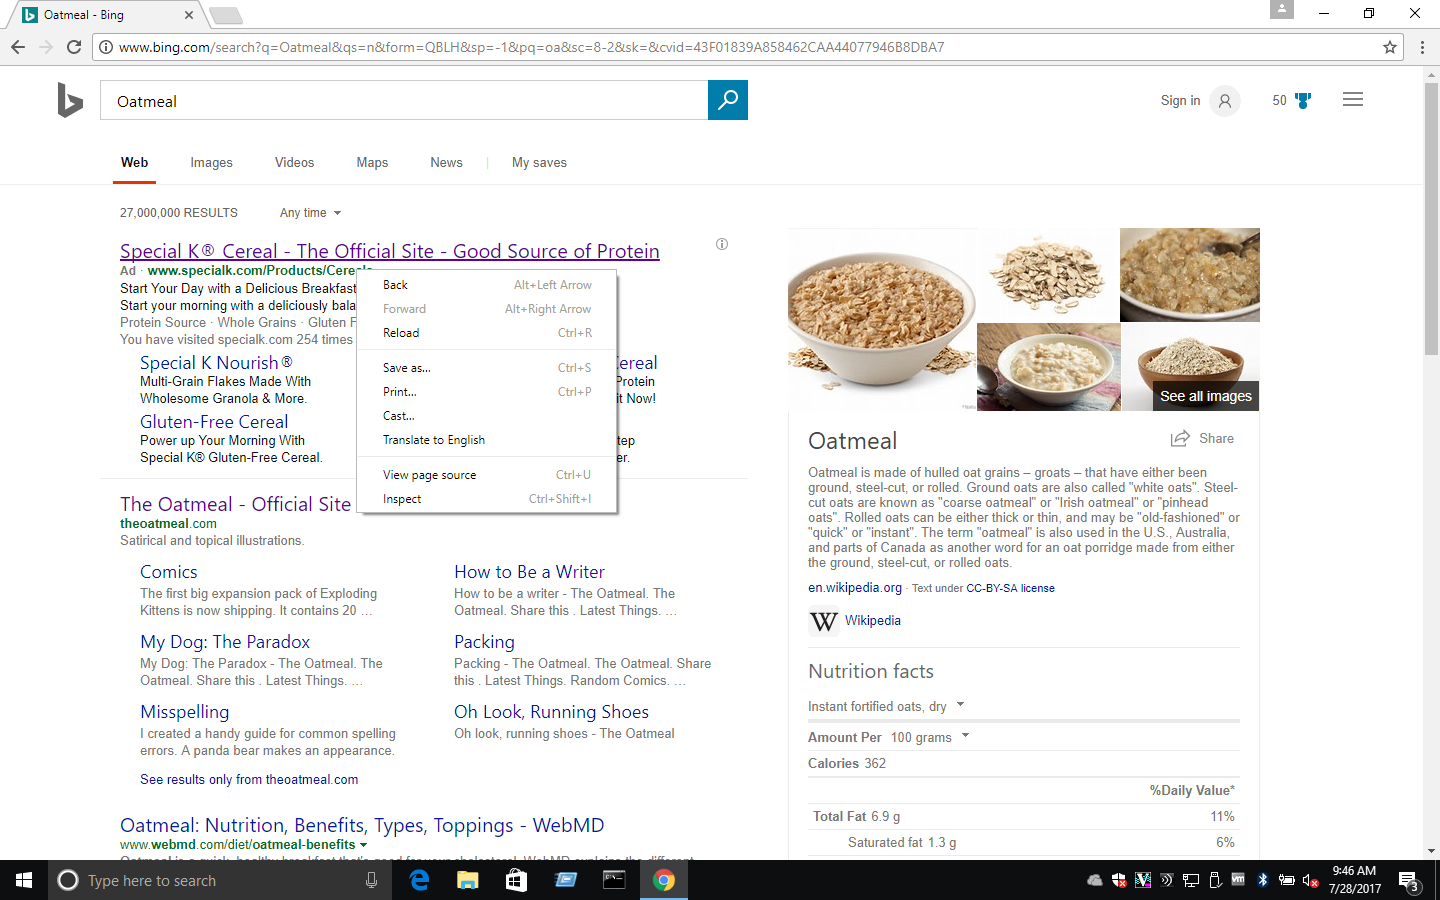 Oatmeal - Bing
www.bing.com/search?q=Oatmeal&qs=n&form=QBLH&sp=-1&pq=oa&sc=8-2&sk=&cvid=43F01839A858462CAA44077946B8DBA7
Oatmeal
Sign in
50
Web Images Videos Maps News | My saves
27,000,000 RESULTS Any time
Special K® Cereal - The Official Site - Good Source of Protein
Ad · www.specialk.com/Products/Cereals
Start Your Day with a Delicious Breakfast
Start your morning with a deliciously
Protein Source · Whole Grains · Gluten
You have visited specialk.com 254 times
Special K Nourish®
Multi-Grain Flakes Made With
Wholesome Granola & More.
Gluten-Free Cereal
Power up Your Morning With
Special K® Gluten-Free Cereal.
Cereal
Protein
it Now!
Back Alt+Left Arrow
Forward Alt+Right Arrow
Reload Ctrl+R
Save as... Ctrl+S
Print... Ctrl+P
Cast...
Translate to English
View page source Ctrl+U
Inspect Ctrl+Shift+I
The Oatmeal - Official Site
theoatmeal.com
Satirical and topical illustrations.
Comics
The first big expansion pack of Exploding
Kittens is now shipping. It contains 20 …
How to Be a Writer
How to be a writer - The Oatmeal. The
Oatmeal. Share this . Latest Things. …
My Dog: The Paradox
My Dog: The Paradox - The Oatmeal. The
Oatmeal. Share this . Latest Things. …
Packing
Packing - The Oatmeal. The Oatmeal. Share
this . Latest Things. Random Comics. …
Misspelling
I created a handy guide for common spelling
errors. A panda bear makes an appearance.
Oh Look, Running Shoes
Oh look, running shoes - The Oatmeal
See results only from theoatmeal.com
Oatmeal: Nutrition, Benefits, Types, Toppings - WebMD
www.webmd.com/diet/oatmeal-benefits
See all images
Oatmeal
Share
Oatmeal is made of hulled oat grains – groats – that have either been
ground, steel-cut, or rolled. Ground oats are also called "white oats". Steel-
cut oats are known as "coarse oatmeal" or "Irish oatmeal" or "pinhead
oats". Rolled oats can be either thick or thin, and may be "old-fashioned" or
"quick" or "instant". The term "oatmeal" is also used in the U.S., Australia,
and parts of Canada as another word for an oat porridge made from either
the ground, steel-cut, or rolled oats.
en.wikipedia.org · Text under CC-BY-SA license
W Wikipedia
Nutrition facts
Instant fortified oats, dry
Amount Per 100 grams
Calories 362
%Daily Value*
Total Fat 6.9 g 11%
Saturated fat 1.3 g 6%
Type here to search
9:46 AM
7/28/2017
3